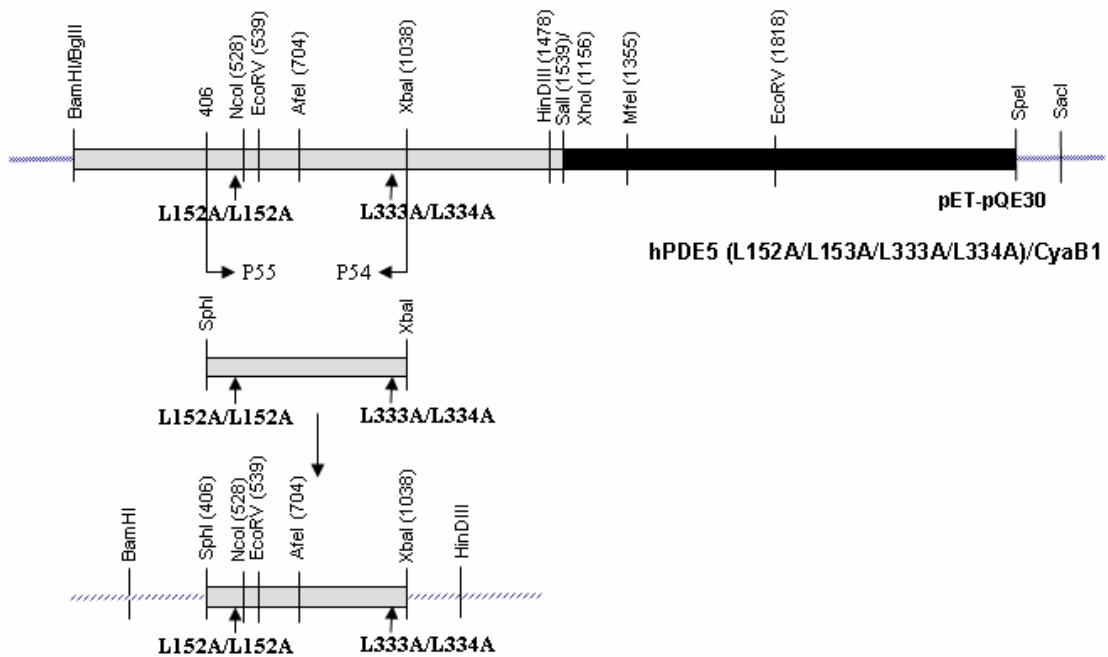 BamHI/BglII
406
NcoI (528)
EcoRV (539)
AfeI (704)
XbaI (1038)
HinDIII (1478)
SalI (1539)/
XhoI (1156)
MfeI (1355)
EcoRV (1818)
SpeI
SacI
L152A/L152A
L333A/L334A
pET-pQE30
hPDE5 (L152A/L153A/L333A/L334A)/CyaB1
P55
P54
SphI
XbaI
L152A/L152A
L333A/L334A
BamHI
SphI (406)
NcoI (528)
EcoRV (539)
AfeI (704)
XbaI (1038)
HinDIII
L152A/L152A
L333A/L334A